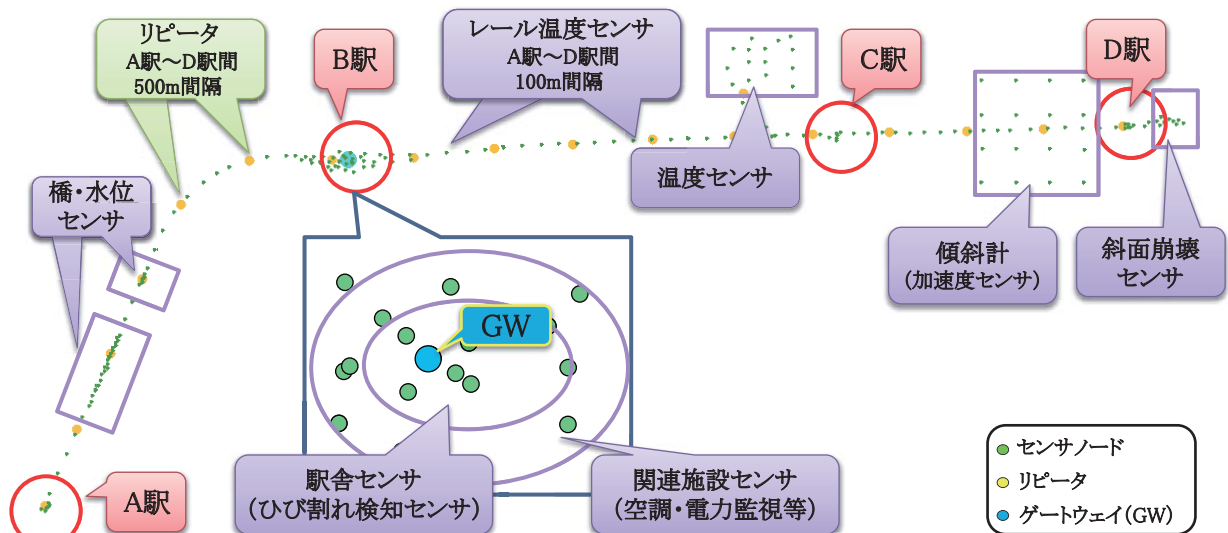 リピータ
A駅～D駅間
500m間隔
B駅
レール温度センサ
A駅～D駅間
100m間隔
C駅
D駅
温度センサ
橋・水位
センサ
傾斜計
(加速度センサ)
斜面崩壊
センサ
GW
A駅
駅舎センサ
(ひび割れ検知センサ)
関連施設センサ
(空調・電力監視等)
センサノード
リピータ
ゲートウェイ(GW)